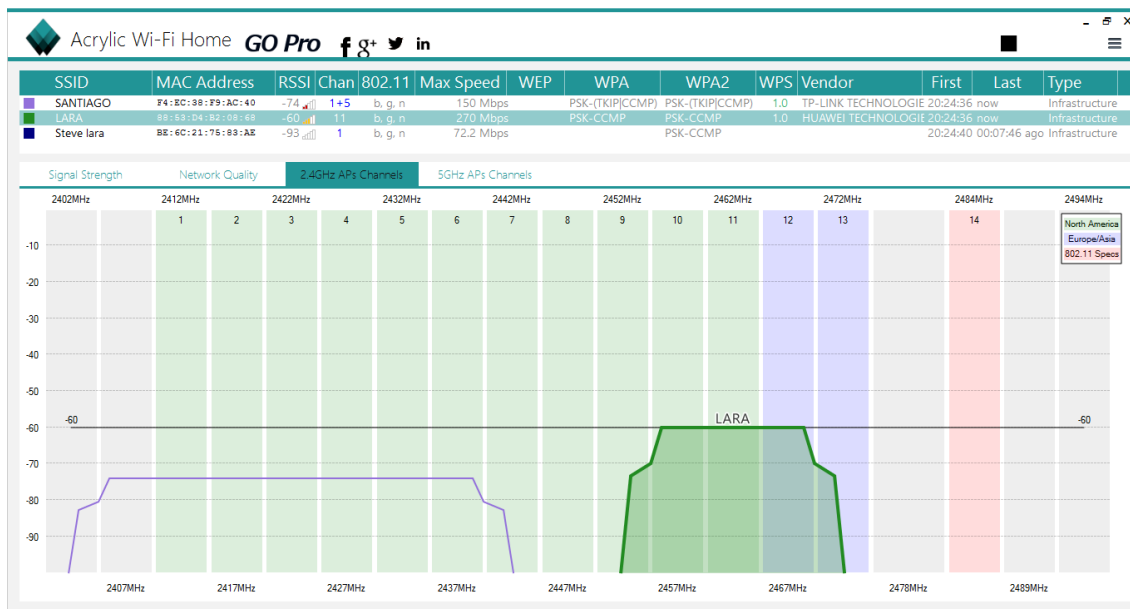 Acrylic Wi-Fi Home GO Pro f g+ in
SSID MAC Address RSSI Chan 802.11 Max Speed WEP WPA WPA2 WPS Vendor First Last Type
SANTIAGO F4:EC:38:F9:AC:40 -74 1+5 b, g, n 150 Mbps PSK-(TKIP|CCMP) PSK-(TKIP|CCMP) 1.0 TP-LINK TECHNOLOGIE 20:24:36 now Infrastructure
LARA 88:53:D4:B2:08:68 -60 11 b, g, n 270 Mbps PSK-CCMP PSK-CCMP 1.0 HUAWEI TECHNOLOGIE 20:24:36 now Infrastructure
Steve lara BE:6C:21:75:83:AE -93 1 b, g, n 72.2 Mbps PSK-CCMP 20:24:40 00:07:46 ago Infrastructure
Signal Strength Network Quality 2.4GHz APs Channels 5GHz APs Channels
2402MHz 2412MHz 2422MHz 2432MHz 2442MHz 2452MHz 2462MHz 2472MHz 2484MHz 2494MHz
1 2 3 4 5 6 7 8 9 10 11 12 13 14
North America
Europe/Asia
802.11 Specs
-10
-20
-30
-40
-50
-60 LARA -60
-60
-70
-80
-90
2407MHz 2417MHz 2427MHz 2437MHz 2447MHz 2457MHz 2467MHz 2478MHz 2489MHz